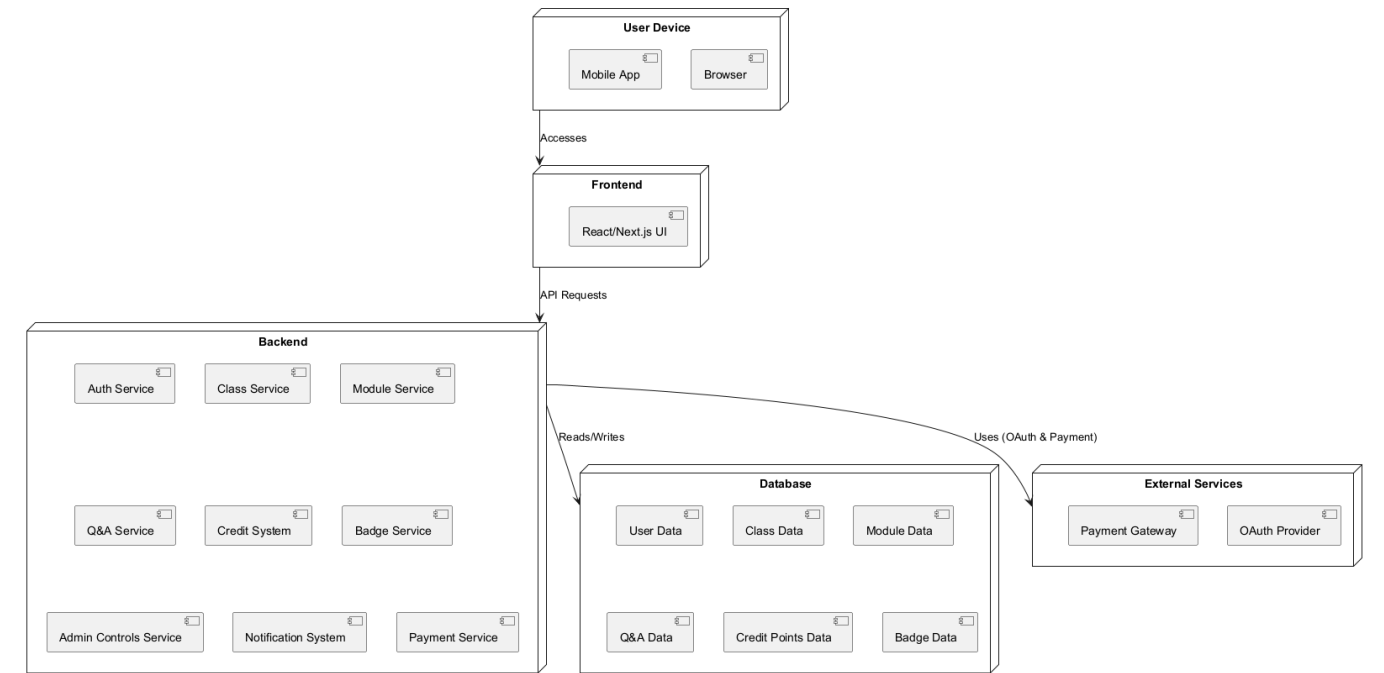 User Device
Mobile App
Browser
Accesses
Frontend
React/Next.js UI
API Requests
Backend
Auth Service
Class Service
Module Service
Reads/Writes
Uses (OAuth & Payment)
Database
External Services
Q&A Service
Credit System
Badge Service
User Data
Class Data
Module Data
Payment Gateway
OAuth Provider
Admin Controls Service
Notification System
Payment Service
Q&A Data
Credit Points Data
Badge Data